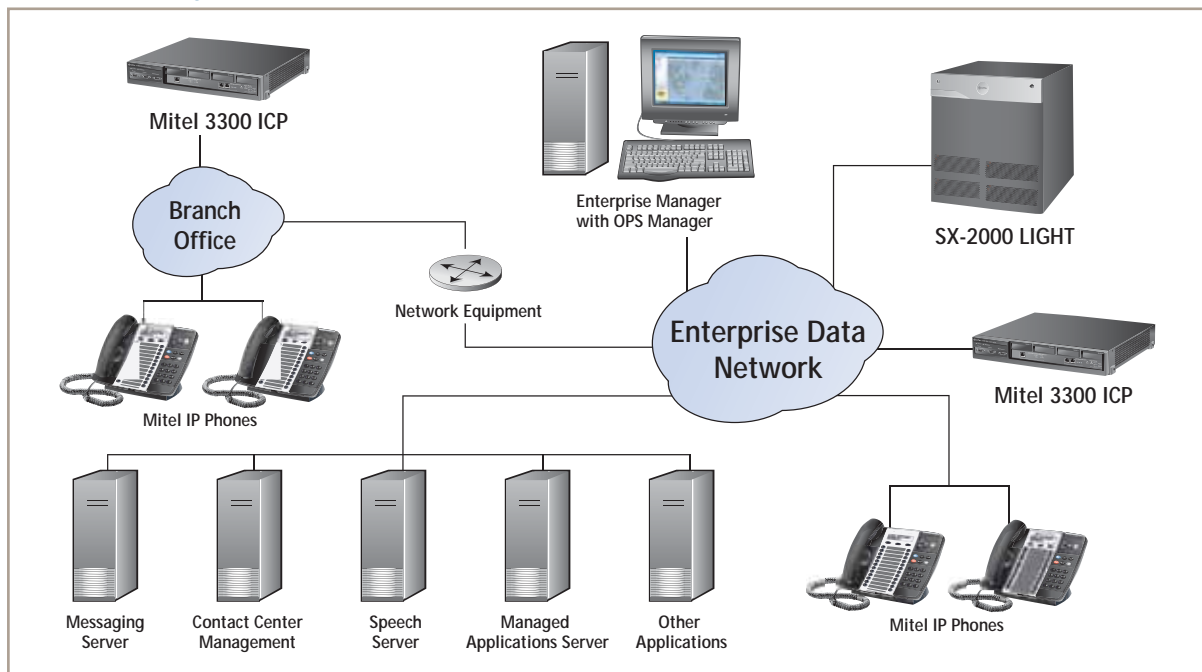 Mitel 3300 ICP
Branch
Office
Mitel IP Phones
Network Equipment
Enterprise Manager
with OPS Manager
SX-2000 LIGHT
Enterprise Data
Network
Mitel 3300 ICP
Messaging
Server
Contact Center
Management
Speech
Server
Managed
Applications Server
Other
Applications
Mitel IP Phones